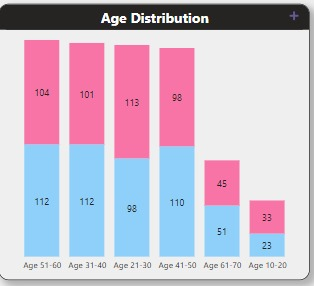 Age Distribution +
104 101 113 98
45
33
112 112 98 110
51
23
Age 51-60 Age 31-40 Age 21-30 Age 41-50 Age 61-70 Age 10-20